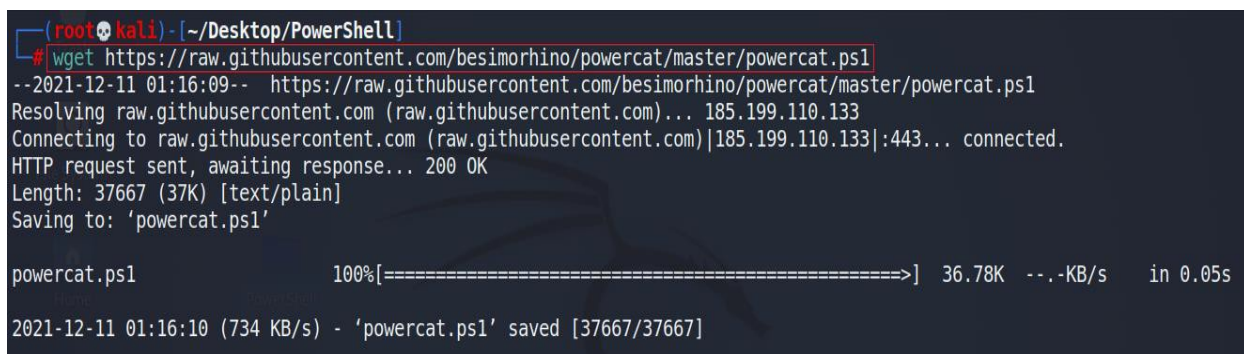 ┌──(root💀kali)-[~/Desktop/PowerShell]
└─# wget https://raw.githubusercontent.com/besimorhino/powercat/master/powercat.ps1
--2021-12-11 01:16:09--  https://raw.githubusercontent.com/besimorhino/powercat/master/powercat.ps1
Resolving raw.githubusercontent.com (raw.githubusercontent.com)... 185.199.110.133
Connecting to raw.githubusercontent.com (raw.githubusercontent.com)|185.199.110.133|:443... connected.
HTTP request sent, awaiting response... 200 OK
Length: 37667 (37K) [text/plain]
Saving to: ‘powercat.ps1’
powercat.ps1                  100%[==================================================>]  36.78K  --.-KB/s    in 0.05s
Home PowerShell
2021-12-11 01:16:10 (734 KB/s) - ‘powercat.ps1’ saved [37667/37667]